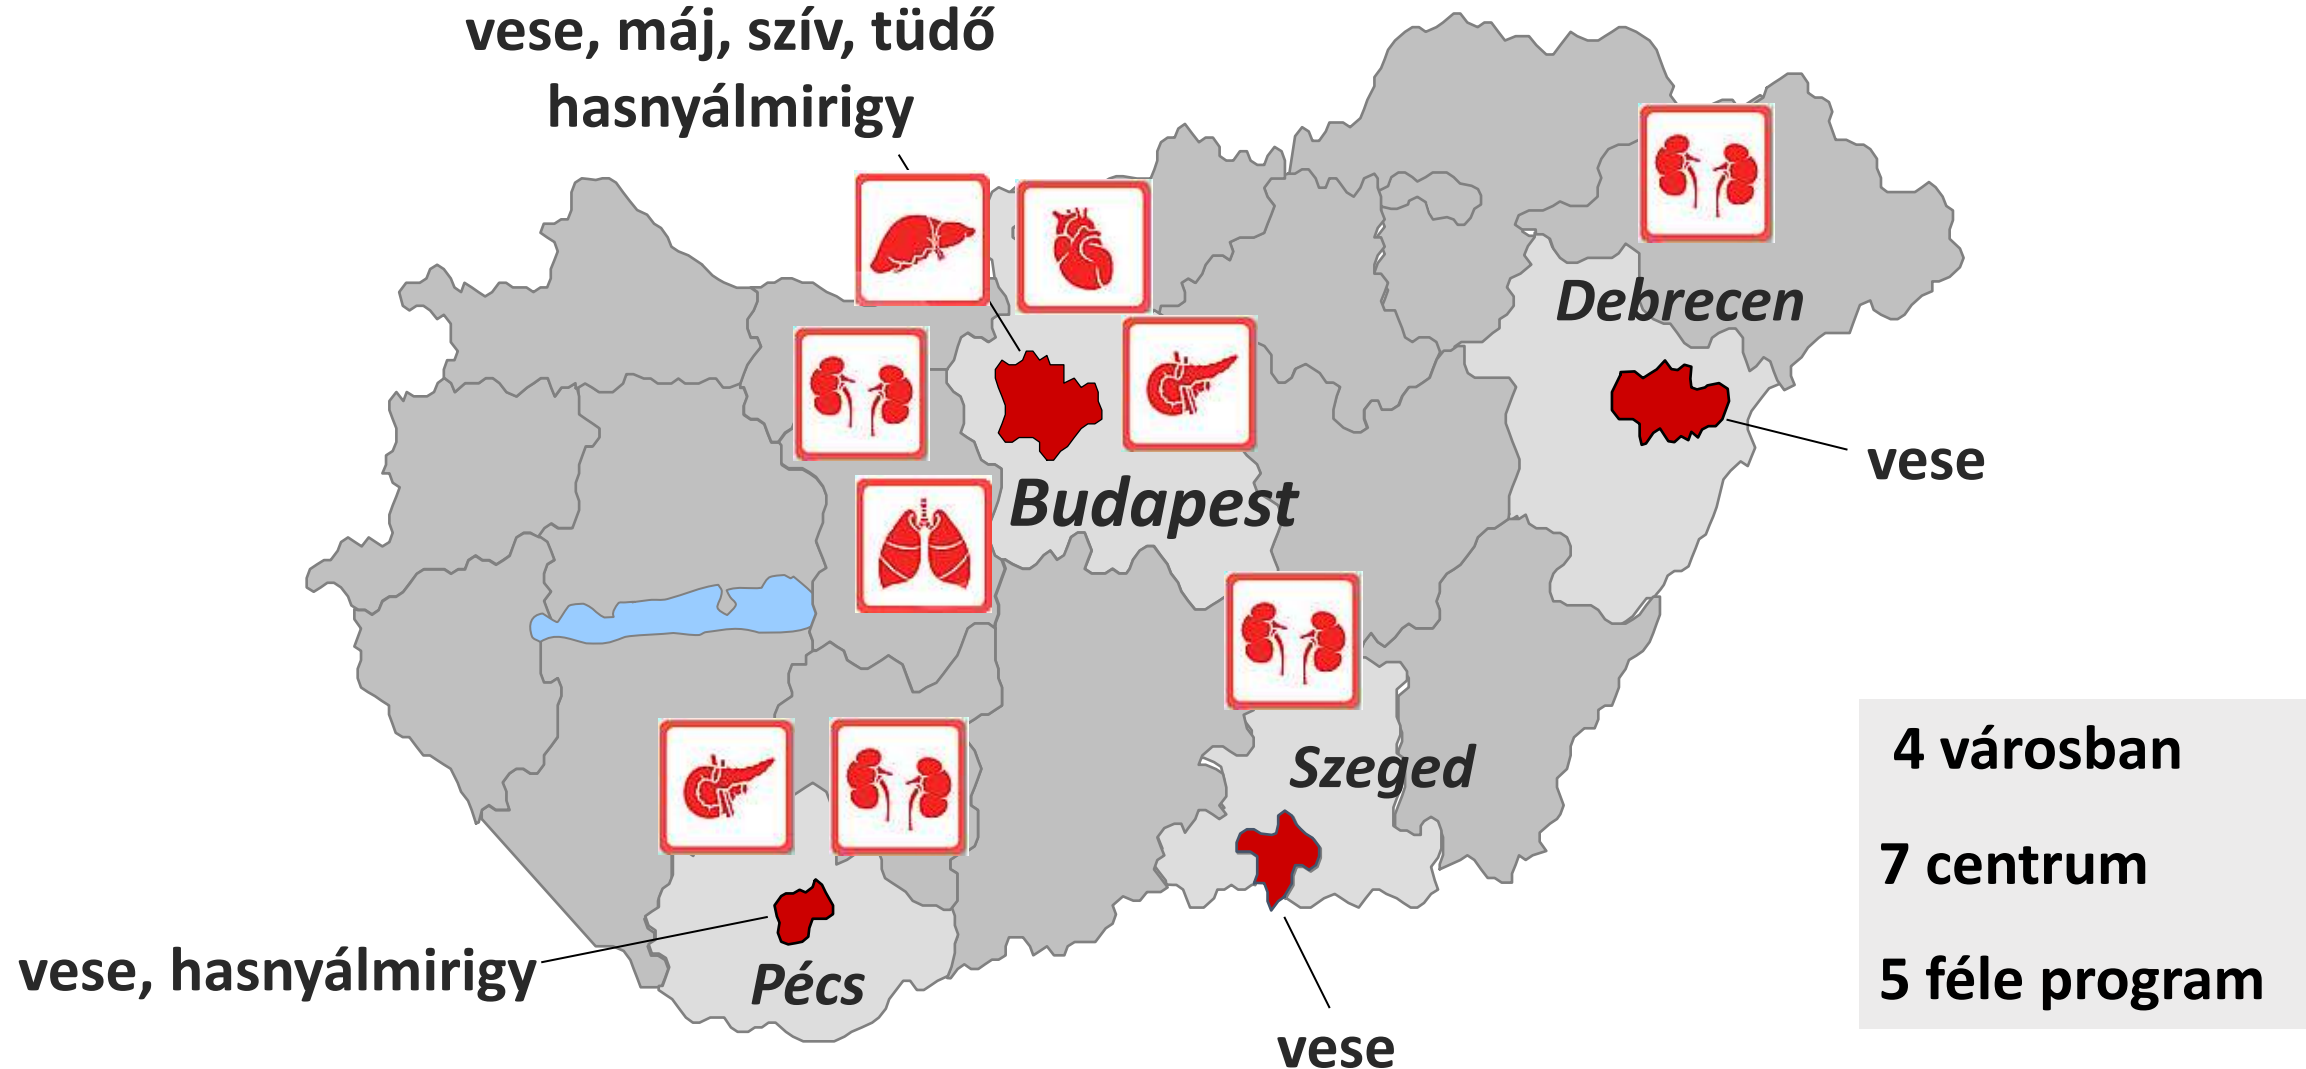 vese, máj, szív, tüdő
hasnyálmirigy
Debrecen
vese
Budapest
Szeged
4 városban
7 centrum
5 féle program
vese, hasnyálmirigy
Pécs
vese